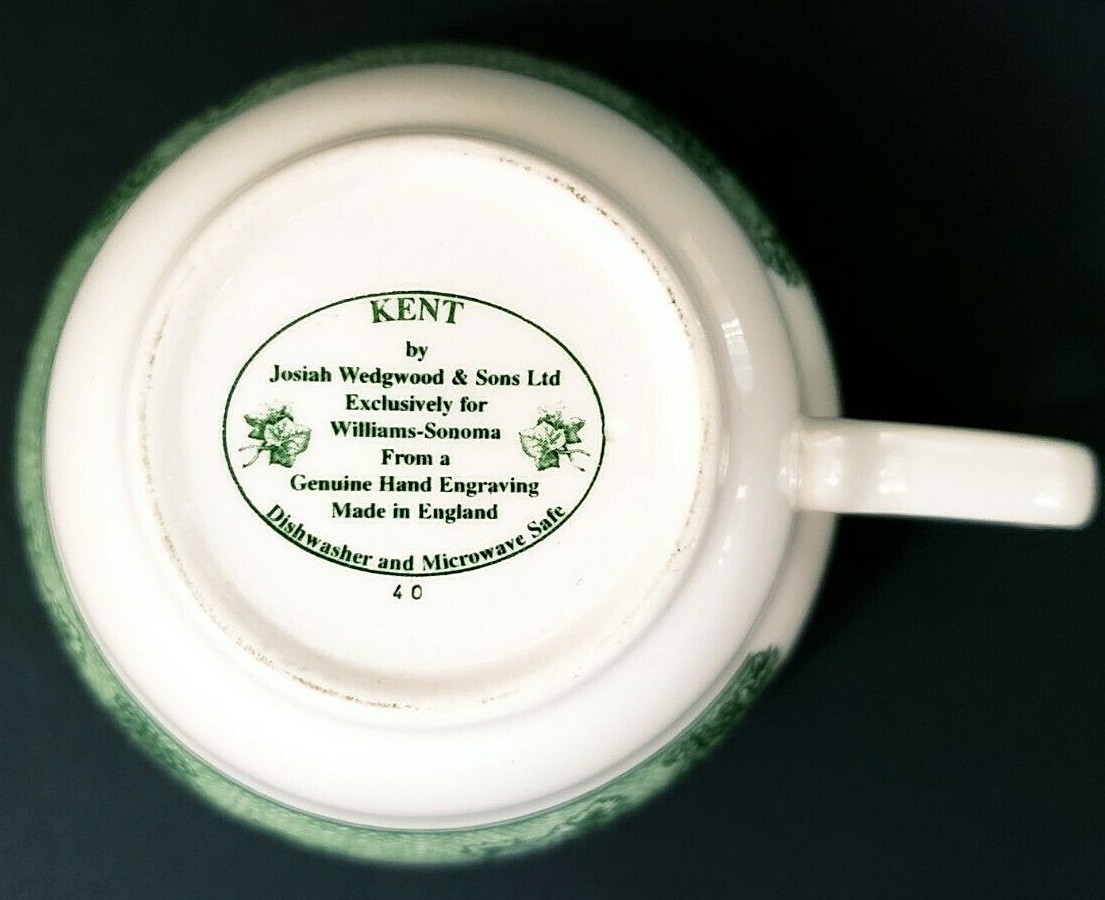 KENT
by
Josiah Wedgwood & Sons Ltd
Exclusively for
Williams-Sonoma
From a
Genuine Hand Engraving
Made in England
Dishwasher and Microwave Safe
40